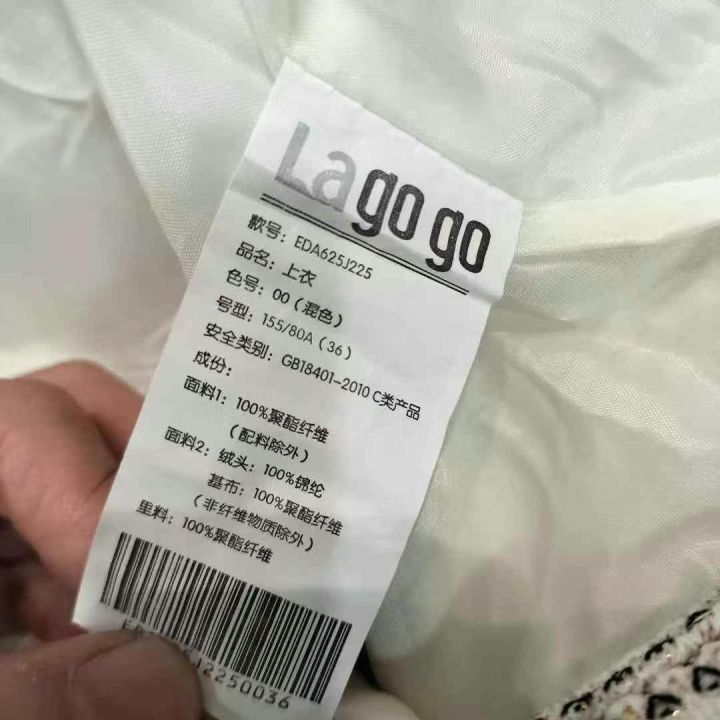 Lagogo
款号：EDA625J225
品名：上衣
色号：00（混色）
号型：155/80A（36）
安全类别：GB18401-2010 C类产品
成份：
面料1：100%聚酯纤维
（配料除外）
面料2：绒头：100%锦纶
基布：100%聚酯纤维
（非纤维物质除外）
里料：100%聚酯纤维